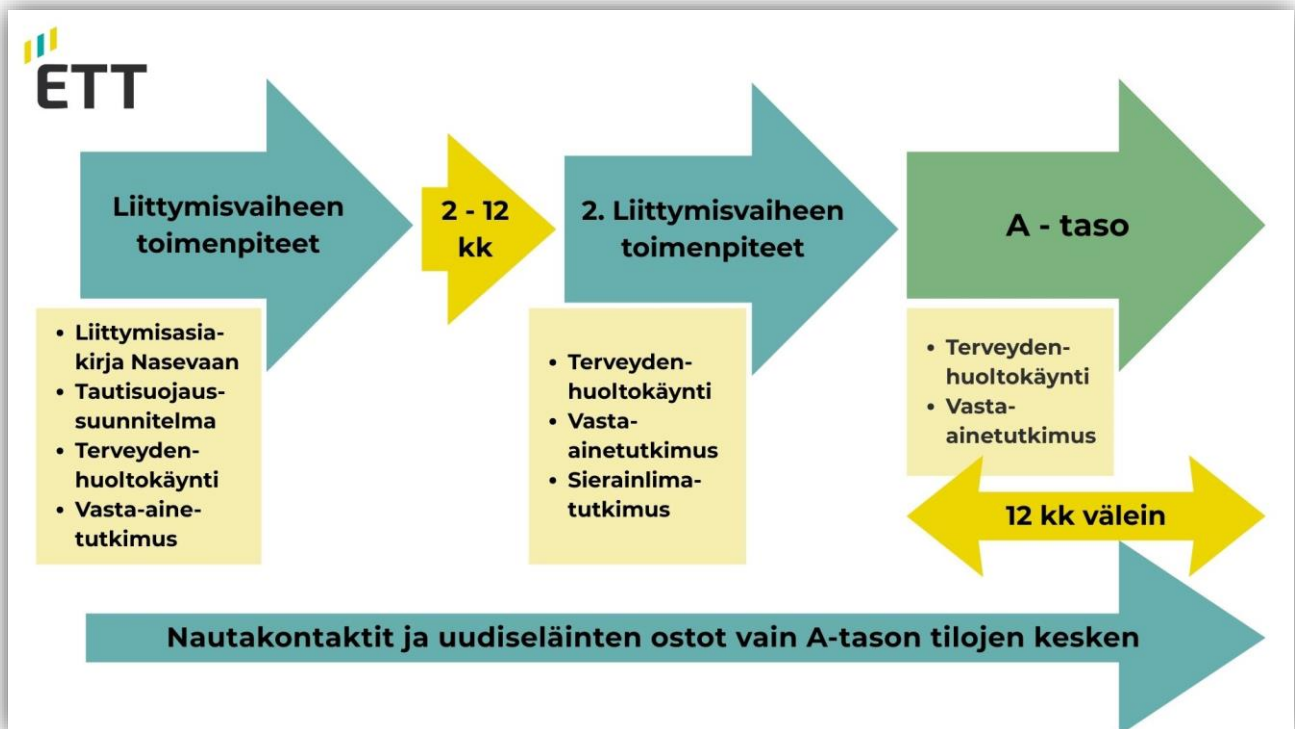 ETT
Liittymisvaiheen
toimenpiteet
• Liittymisasia-
kirja Nasevaan
• Tautisuojaus-
suunnitelma
• Terveyden-
huoltokäynti
• Vasta-aine-
tutkimus
2 - 12
kk
2. Liittymisvaiheen
toimenpiteet
• Terveyden-
huoltokäynti
• Vasta-
ainetutkimus
• Sierainlima-
tutkimus
A - taso
• Terveyden-
huoltokäynti
• Vasta-
ainetutkimus
12 kk välein
Nautakontaktit ja uudiseläinten ostot vain A-tason tilojen kesken